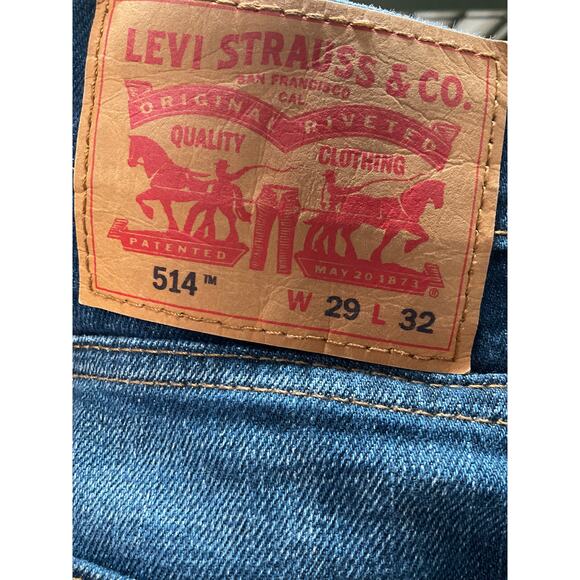 LEVI STRAUSS & CO.
SAN FRANCISCO
CAL.
ORIGINAL RIVETED
QUALITY CLOTHING
PATENTED MAY 20 1873 ®
514™ W 29 L 32